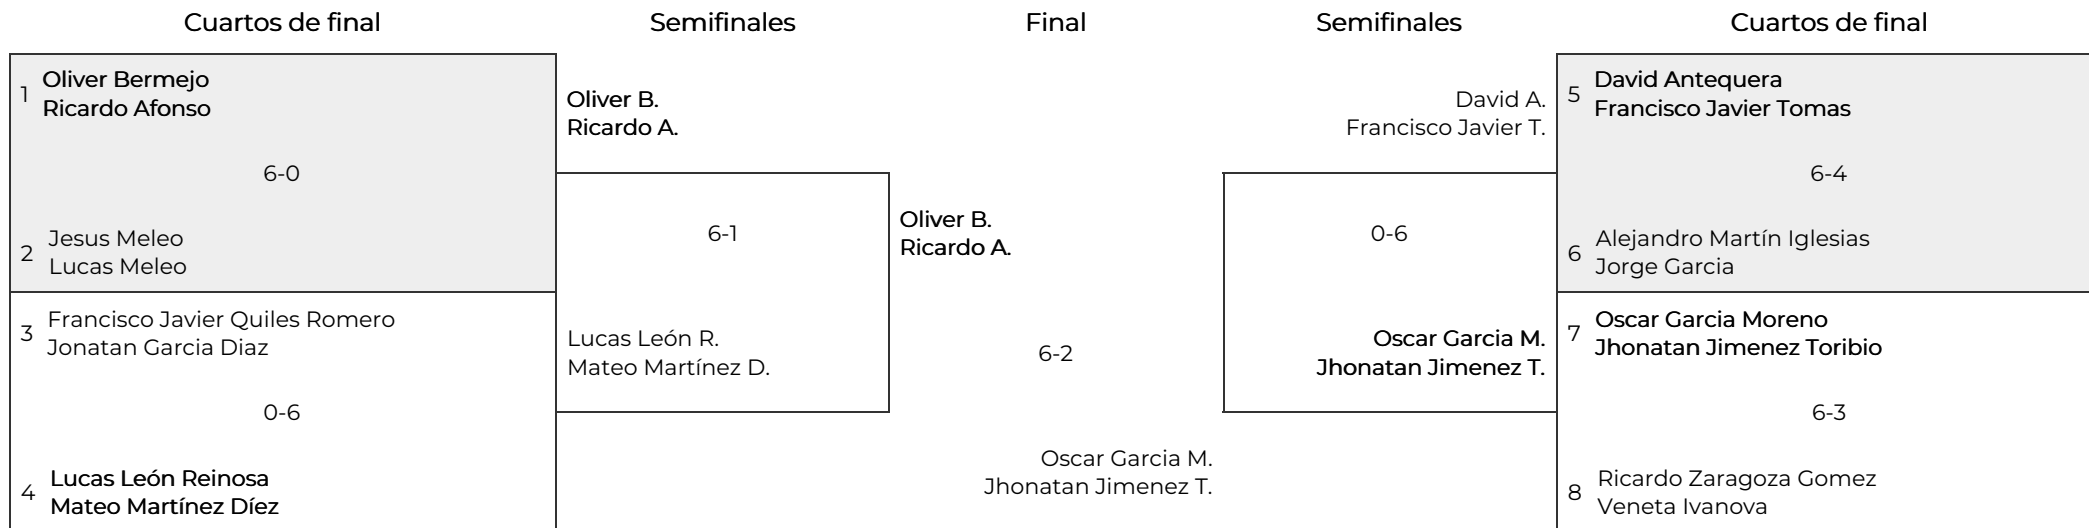 Cuartos de final
Semifinales
Final
Semifinales
Cuartos de final
1
Oliver Bermejo
Ricardo Afonso
6-0
2
Jesus Meleo
Lucas Meleo
3
Francisco Javier Quiles Romero
Jonatan Garcia Diaz
0-6
4
Lucas León Reinosa
Mateo Martínez Díez
Oliver B.
Ricardo A.
6-1
Lucas León R.
Mateo Martínez D.
Oliver B.
Ricardo A.
6-2
Oscar Garcia M.
Jhonatan Jimenez T.
David A.
Francisco Javier T.
0-6
Oscar Garcia M.
Jhonatan Jimenez T.
5
David Antequera
Francisco Javier Tomas
6-4
6
Alejandro Martín Iglesias
Jorge Garcia
7
Oscar Garcia Moreno
Jhonatan Jimenez Toribio
6-3
8
Ricardo Zaragoza Gomez
Veneta Ivanova